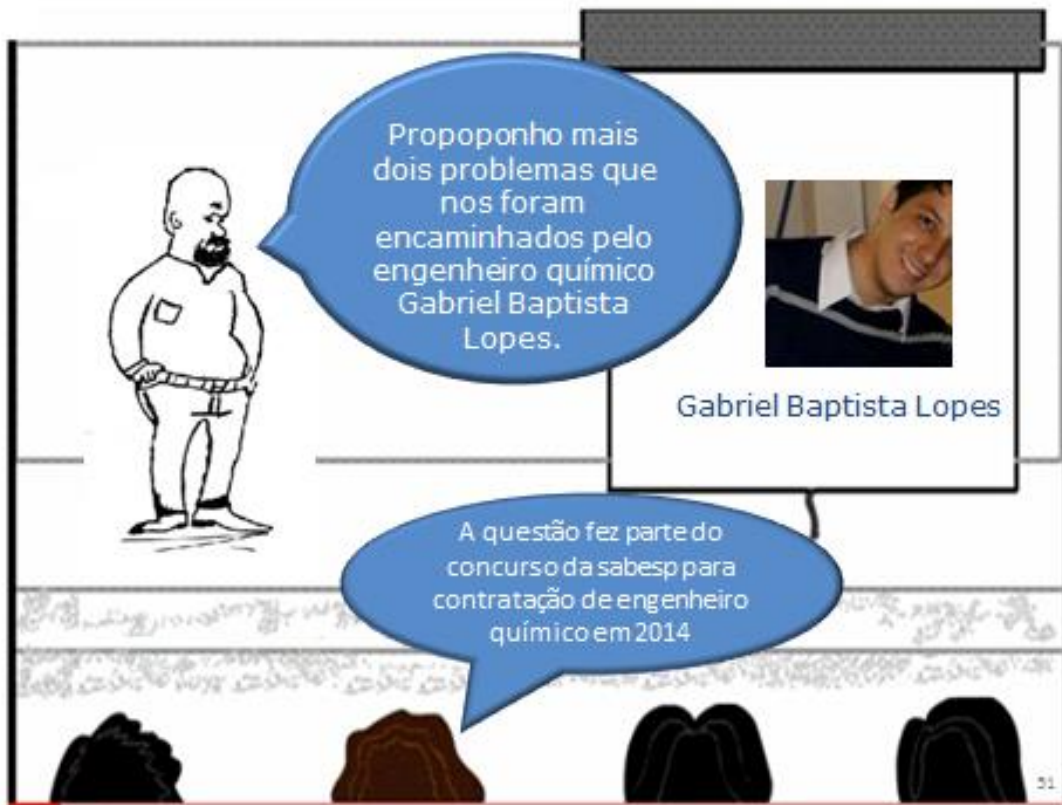 Propoponho mais
dois problemas que
nos foram
encaminhados pelo
engenheiro químico
Gabriel Baptista
Lopes.
Gabriel Baptista Lopes
A questão fez parte do
concurso da sabesp para
contratação de engenheiro
químico em 2014
51